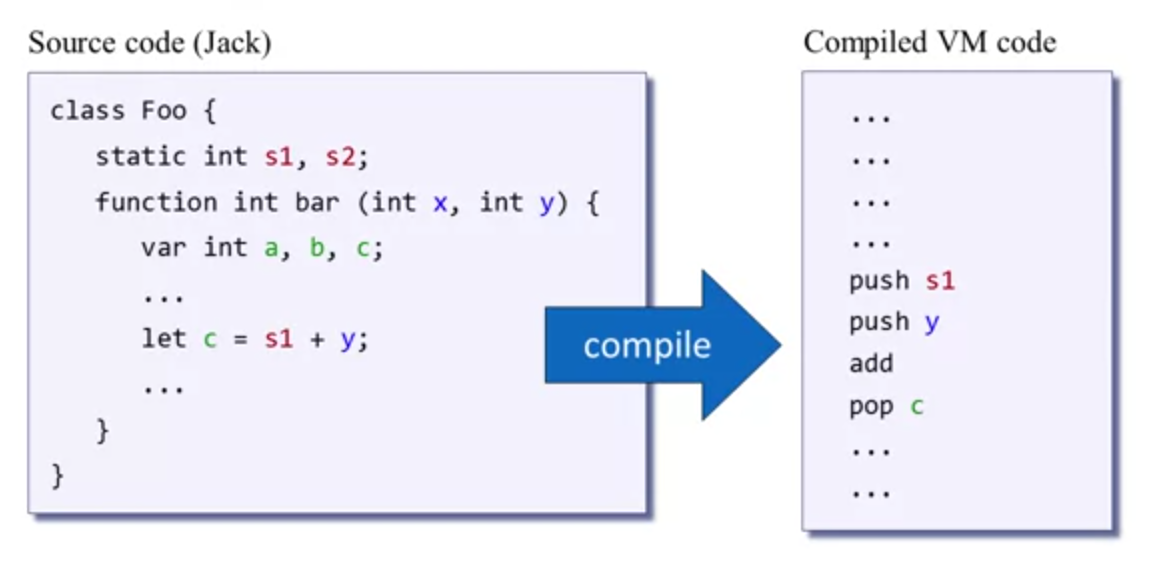 Source code (Jack)
class Foo {
static int s1, s2;
function int bar (int x, int y) {
var int a, b, c;
...
let c = s1 + y;
...
}
}
compile
Compiled VM code
...
...
...
...
push s1
push y
add
pop c
...
...